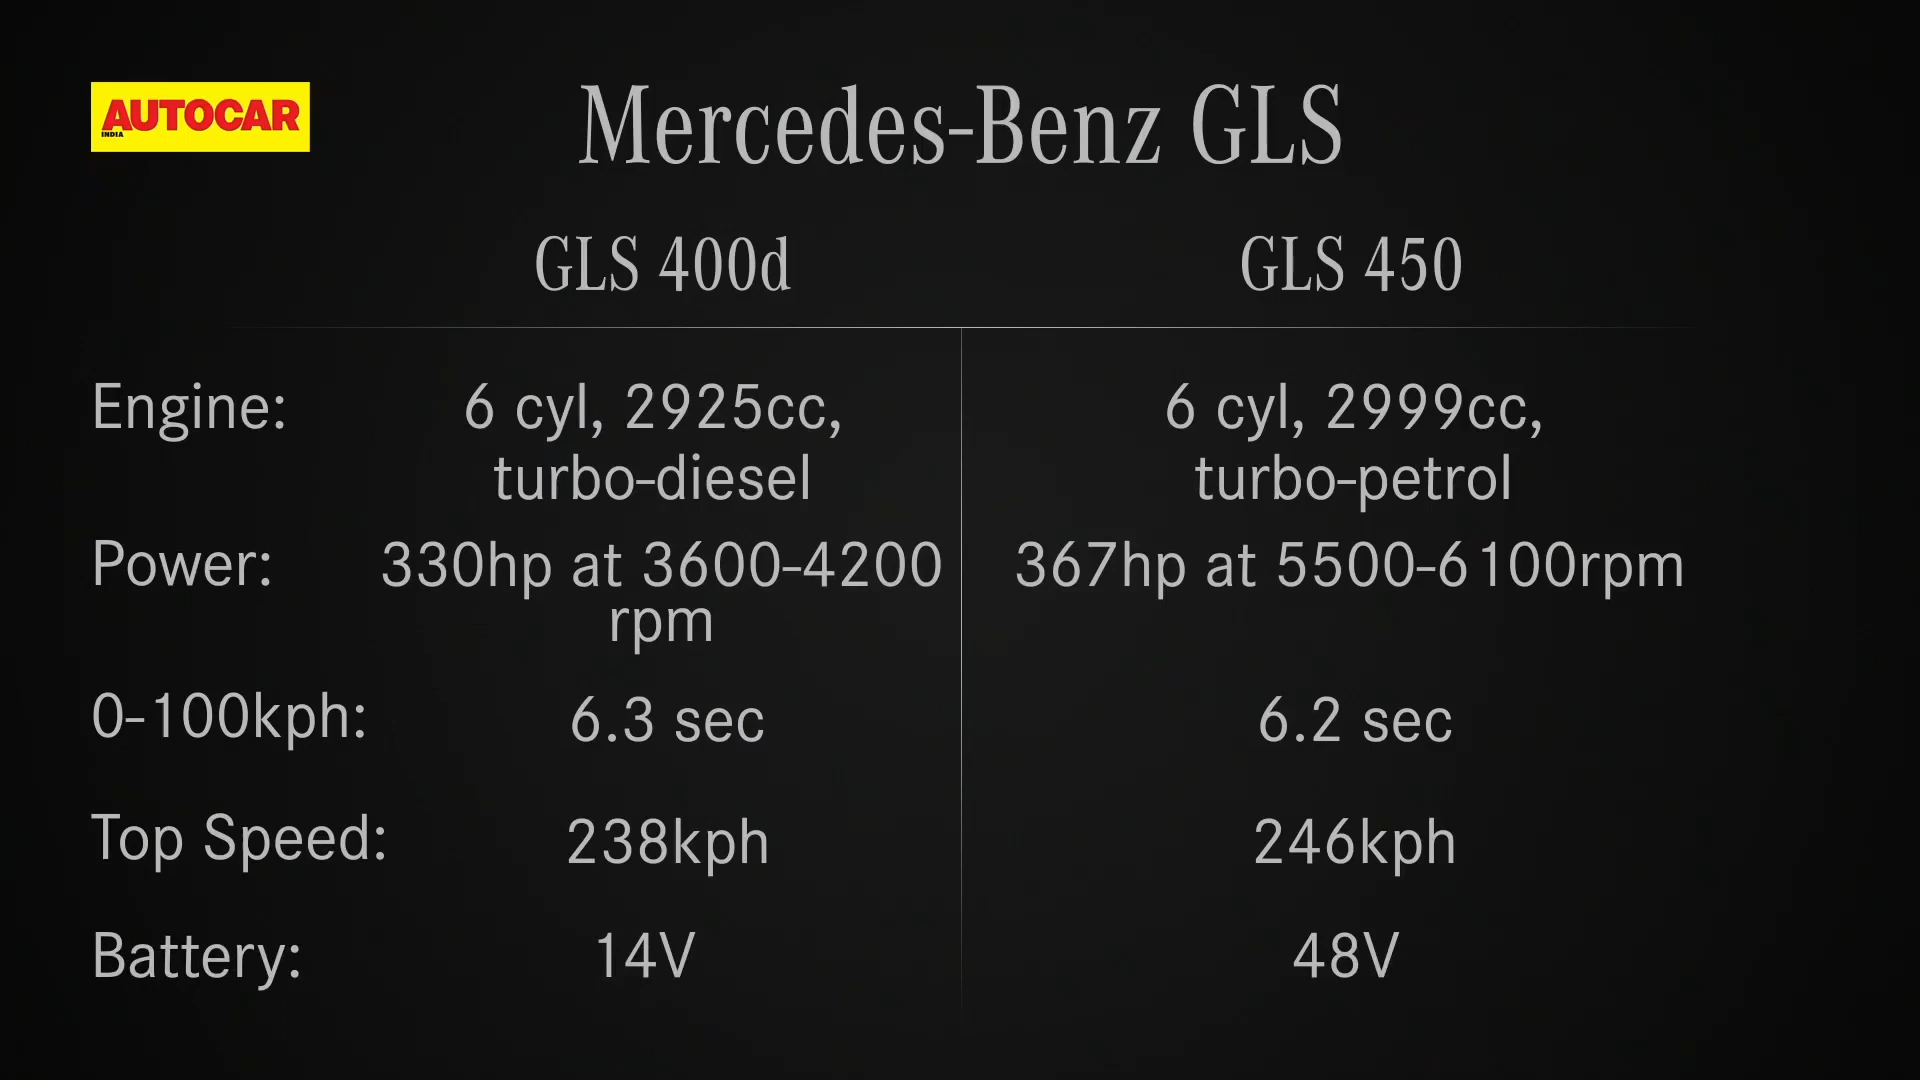 AUTOCAR
INDIA
Mercedes-Benz GLS
GLS 400d
GLS 450
Engine:
6 cyl, 2925cc,
turbo-diesel
6 cyl, 2999cc,
turbo-petrol
Power:
330hp at 3600-4200
rpm
367hp at 5500-6100rpm
0-100kph:
6.3 sec
6.2 sec
Top Speed:
238kph
246kph
Battery:
14V
48V